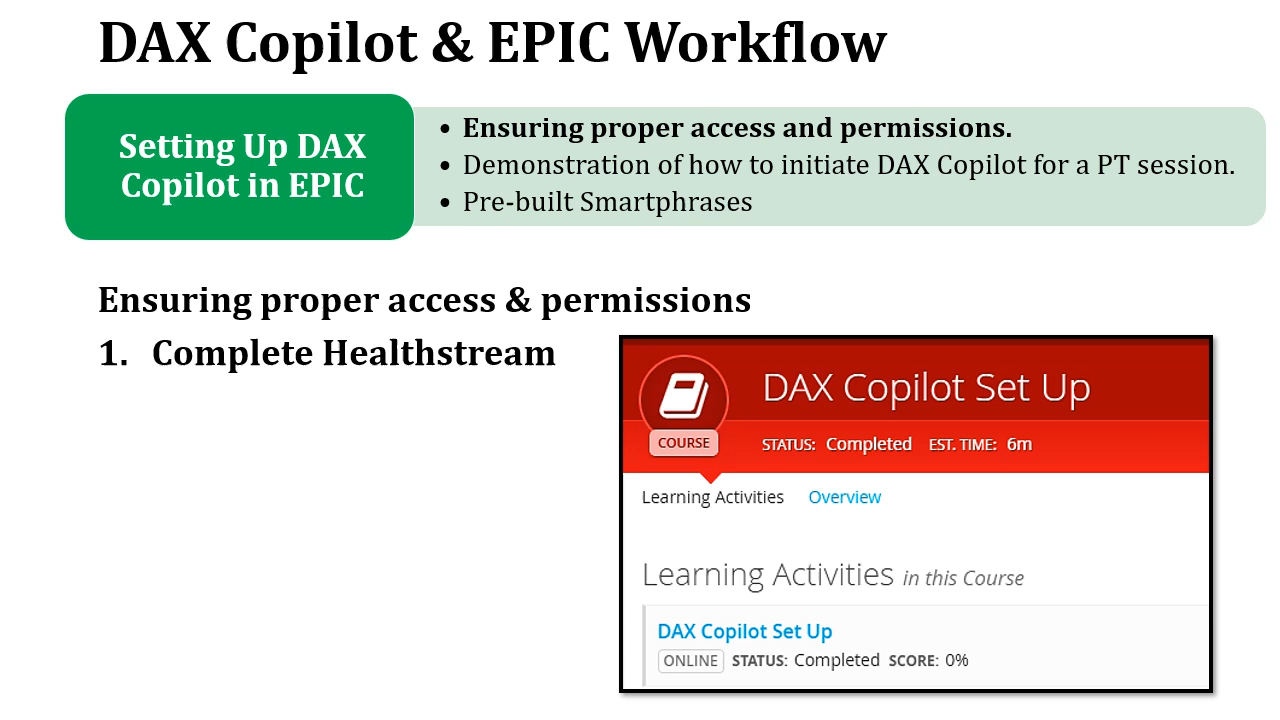 DAX Copilot & EPIC Workflow
Setting Up DAX
Copilot in EPIC
• Ensuring proper access and permissions.
• Demonstration of how to initiate DAX Copilot for a PT session.
• Pre-built Smartphrases
Ensuring proper access & permissions
1. Complete Healthstream
DAX Copilot Set Up
COURSE
STATUS: Completed EST. TIME: 6m
Learning Activities Overview
Learning Activities in this Course
DAX Copilot Set Up
ONLINE STATUS: Completed SCORE: 0%